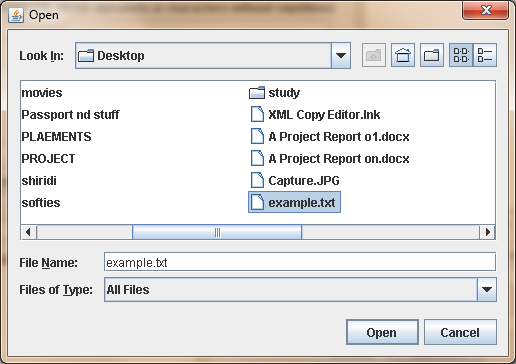 Open
Look In: Desktop
movies
Passport nd stuff
PLAEMENTS
PROJECT
shiridi
softies
study
XML Copy Editor.lnk
A Project Report o1.docx
A Project Report on.docx
Capture.JPG
example.txt
File Name: example.txt
Files of Type: All Files
Open Cancel